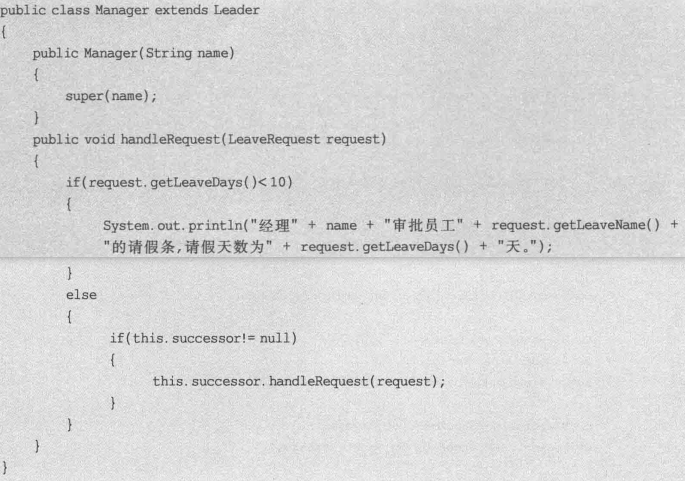 public class Manager extends Leader
{
    public Manager(String name)
    {
        super(name);
    }
    public void handleRequest(LeaveRequest request)
    {
        if(request.getLeaveDays()<10)
        {
            System.out.println("经理" + name + "审批员工" + request.getLeaveName() +
            "的请假条,请假天数为" + request.getLeaveDays() + "天。");
        }
        else
        {
            if(this.successor!= null)
            {
                this.successor.handleRequest(request);
            }
        }
    }
}